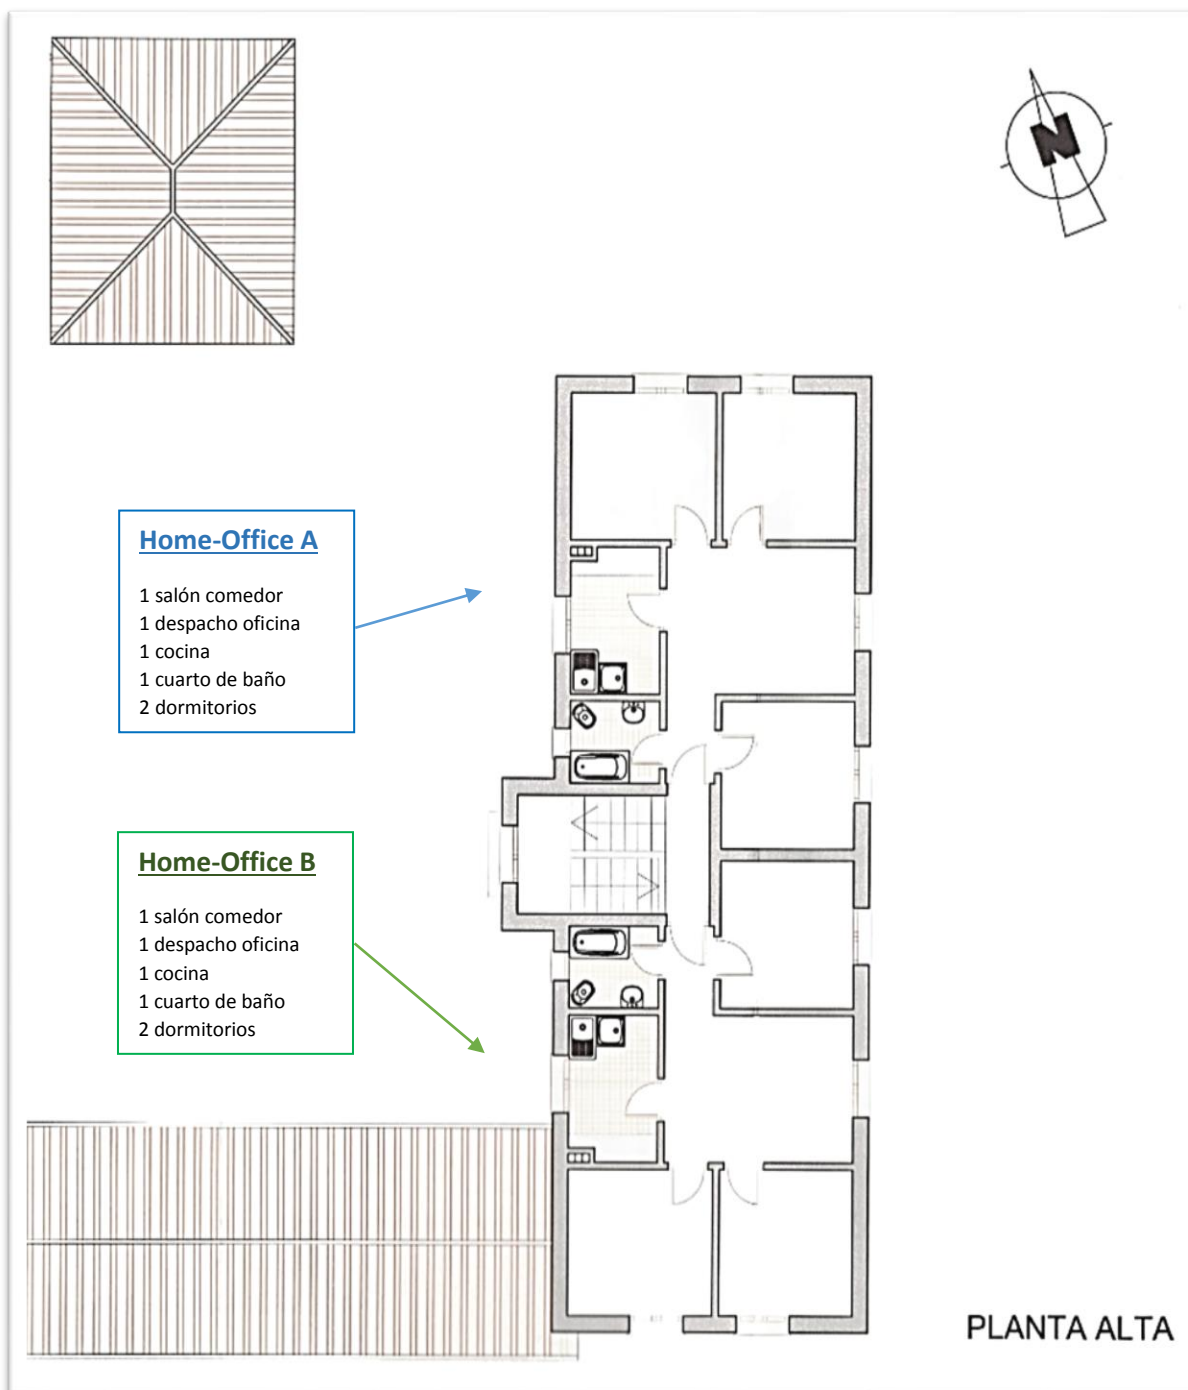 N
Home-Office A
1 salón comedor
1 despacho oficina
1 cocina
1 cuarto de baño
2 dormitorios
Home-Office B
1 salón comedor
1 despacho oficina
1 cocina
1 cuarto de baño
2 dormitorios
PLANTA ALTA